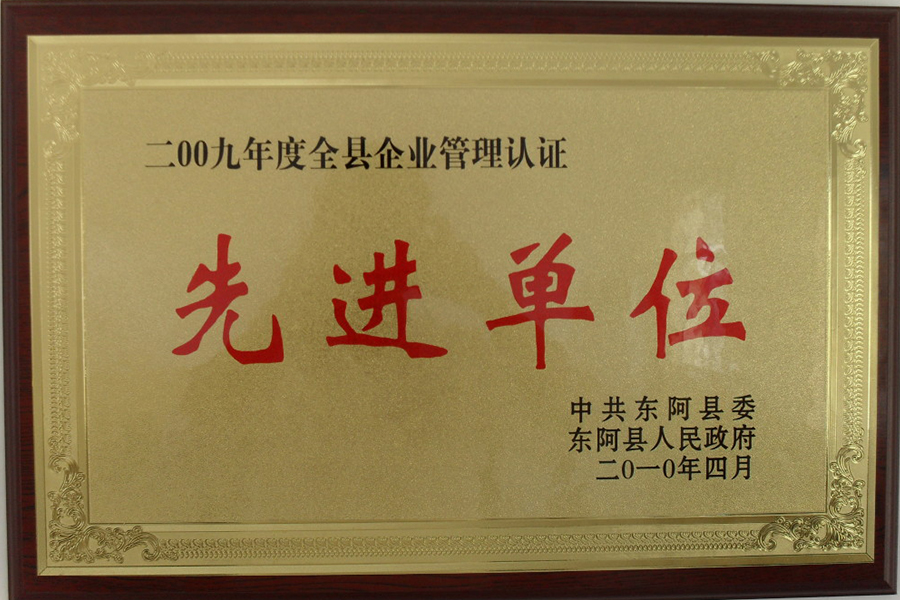 二00九年度全县企业管理认证
先进单位
中共东阿县委
东阿县人民政府
二0一0年四月